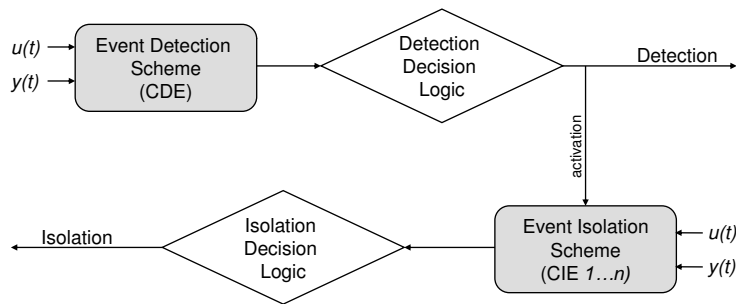 u(t)
y(t)
Event Detection
Scheme
(CDE)
Detection
Decision
Logic
Detection
activation
Event Isolation
Scheme
(CIE 1...n)
u(t)
y(t)
Isolation
Decision
Logic
Isolation